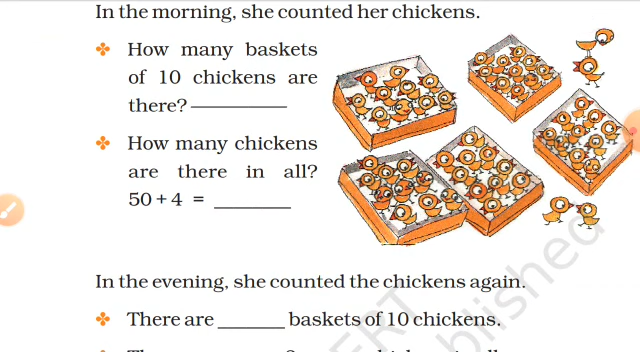 In the morning, she counted her chickens.
❖ How many baskets
of 10 chickens are
there? ________
❖ How many chickens
are there in all?
50 + 4 = ________
In the evening, she counted the chickens again.
❖ There are ______ baskets of 10 chickens.